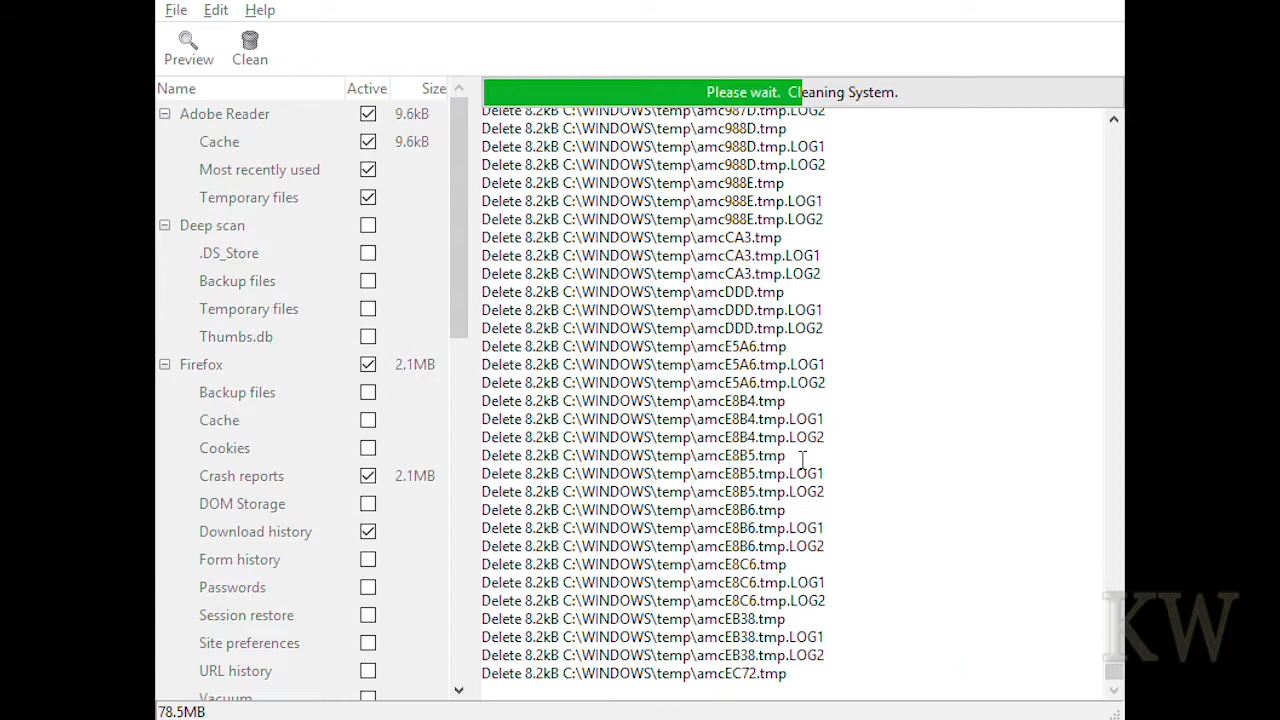 File Edit Help
Preview Clean
Name Active Size
Please wait. Cleaning System.
Adobe Reader 9.6kB
Cache 9.6kB
Most recently used
Temporary files
Deep scan
.DS_Store
Backup files
Temporary files
Thumbs.db
Firefox 2.1MB
Backup files
Cache
Cookies
Crash reports 2.1MB
DOM Storage
Download history
Form history
Passwords
Session restore
Site preferences
URL history
Vacuum
Delete 8.2kB C:\WINDOWS\temp\amc987D.tmp.LOG2
Delete 8.2kB C:\WINDOWS\temp\amc988D.tmp
Delete 8.2kB C:\WINDOWS\temp\amc988D.tmp.LOG1
Delete 8.2kB C:\WINDOWS\temp\amc988D.tmp.LOG2
Delete 8.2kB C:\WINDOWS\temp\amc988E.tmp
Delete 8.2kB C:\WINDOWS\temp\amc988E.tmp.LOG1
Delete 8.2kB C:\WINDOWS\temp\amc988E.tmp.LOG2
Delete 8.2kB C:\WINDOWS\temp\amcCA3.tmp
Delete 8.2kB C:\WINDOWS\temp\amcCA3.tmp.LOG1
Delete 8.2kB C:\WINDOWS\temp\amcCA3.tmp.LOG2
Delete 8.2kB C:\WINDOWS\temp\amcDDD.tmp
Delete 8.2kB C:\WINDOWS\temp\amcDDD.tmp.LOG1
Delete 8.2kB C:\WINDOWS\temp\amcDDD.tmp.LOG2
Delete 8.2kB C:\WINDOWS\temp\amcE5A6.tmp
Delete 8.2kB C:\WINDOWS\temp\amcE5A6.tmp.LOG1
Delete 8.2kB C:\WINDOWS\temp\amcE5A6.tmp.LOG2
Delete 8.2kB C:\WINDOWS\temp\amcE8B4.tmp
Delete 8.2kB C:\WINDOWS\temp\amcE8B4.tmp.LOG1
Delete 8.2kB C:\WINDOWS\temp\amcE8B4.tmp.LOG2
Delete 8.2kB C:\WINDOWS\temp\amcE8B5.tmp
Delete 8.2kB C:\WINDOWS\temp\amcE8B5.tmp.LOG1
Delete 8.2kB C:\WINDOWS\temp\amcE8B5.tmp.LOG2
Delete 8.2kB C:\WINDOWS\temp\amcE8B6.tmp
Delete 8.2kB C:\WINDOWS\temp\amcE8B6.tmp.LOG1
Delete 8.2kB C:\WINDOWS\temp\amcE8B6.tmp.LOG2
Delete 8.2kB C:\WINDOWS\temp\amcE8C6.tmp
Delete 8.2kB C:\WINDOWS\temp\amcE8C6.tmp.LOG1
Delete 8.2kB C:\WINDOWS\temp\amcE8C6.tmp.LOG2
Delete 8.2kB C:\WINDOWS\temp\amcEB38.tmp
Delete 8.2kB C:\WINDOWS\temp\amcEB38.tmp.LOG1
Delete 8.2kB C:\WINDOWS\temp\amcEB38.tmp.LOG2
Delete 8.2kB C:\WINDOWS\temp\amcEC72.tmp
KW
78.5MB